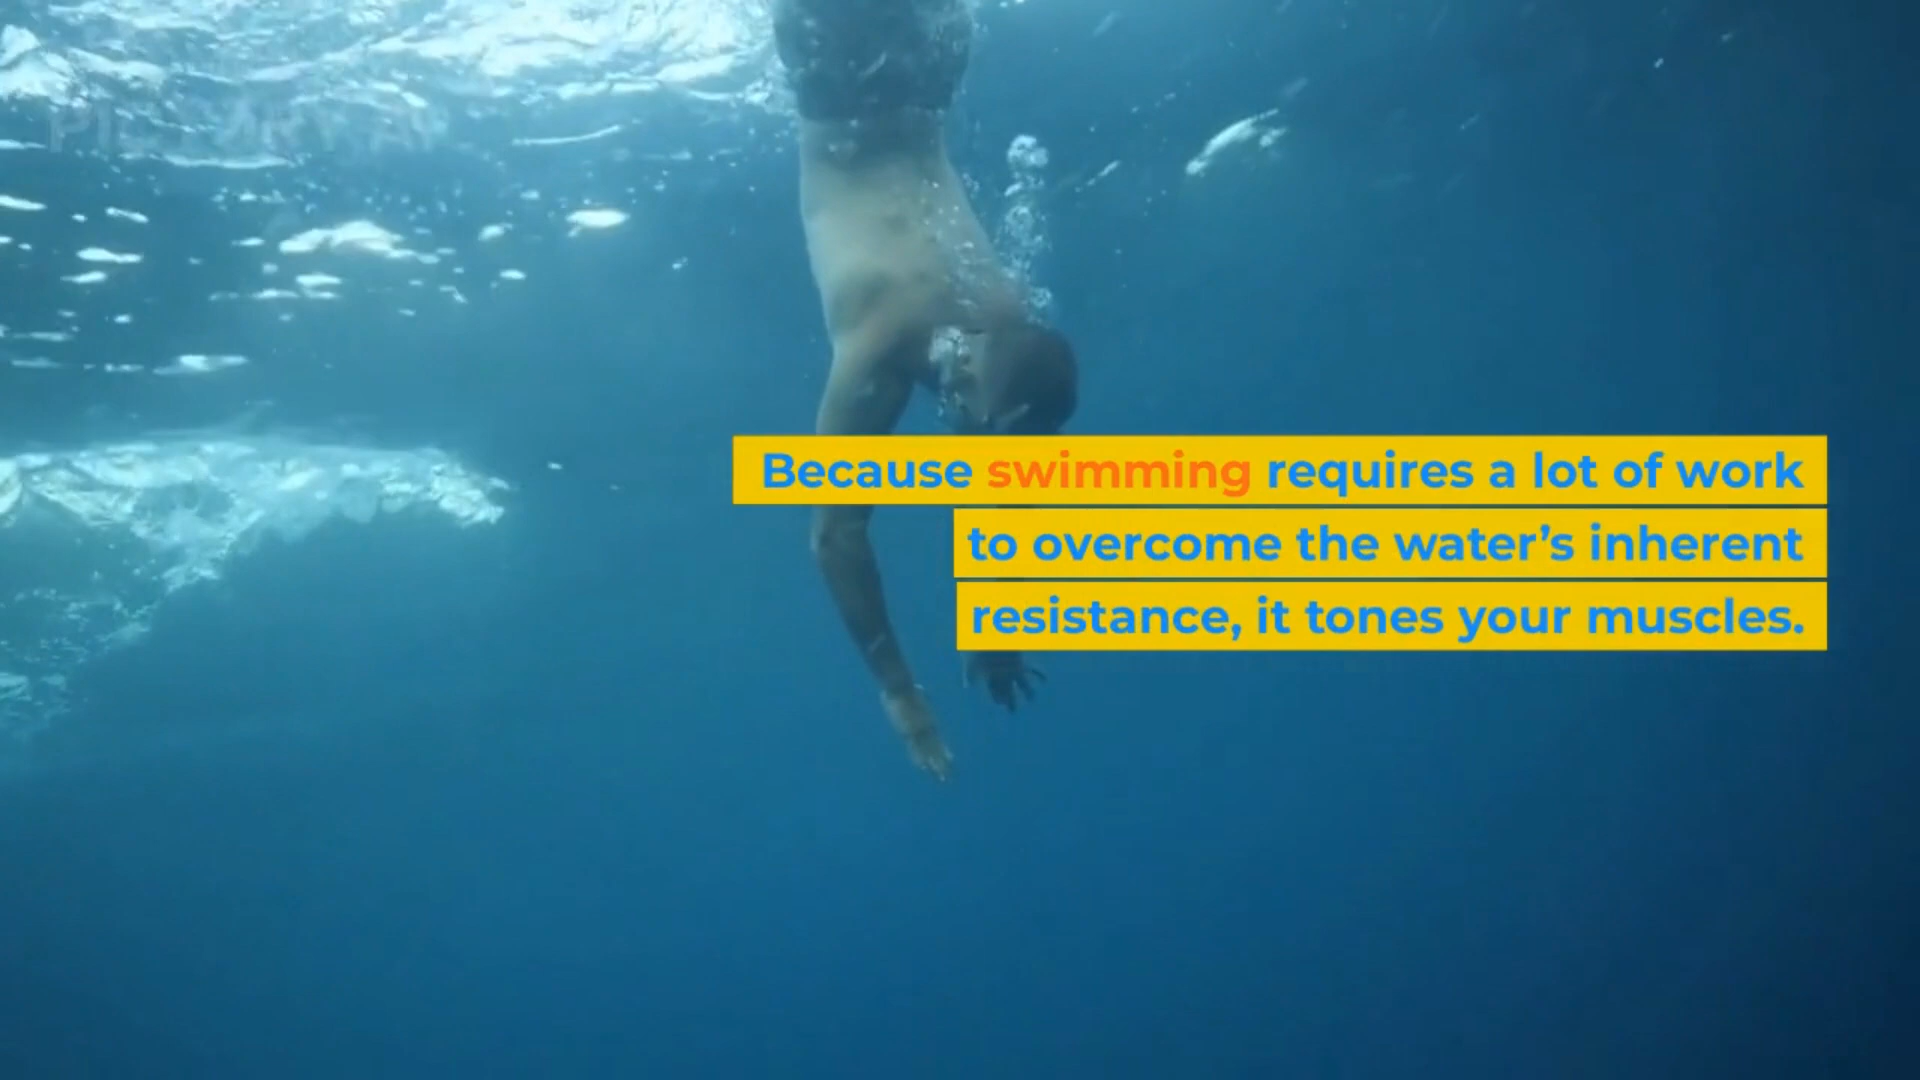 Because swimming requires a lot of work
to overcome the water's inherent
resistance, it tones your muscles.